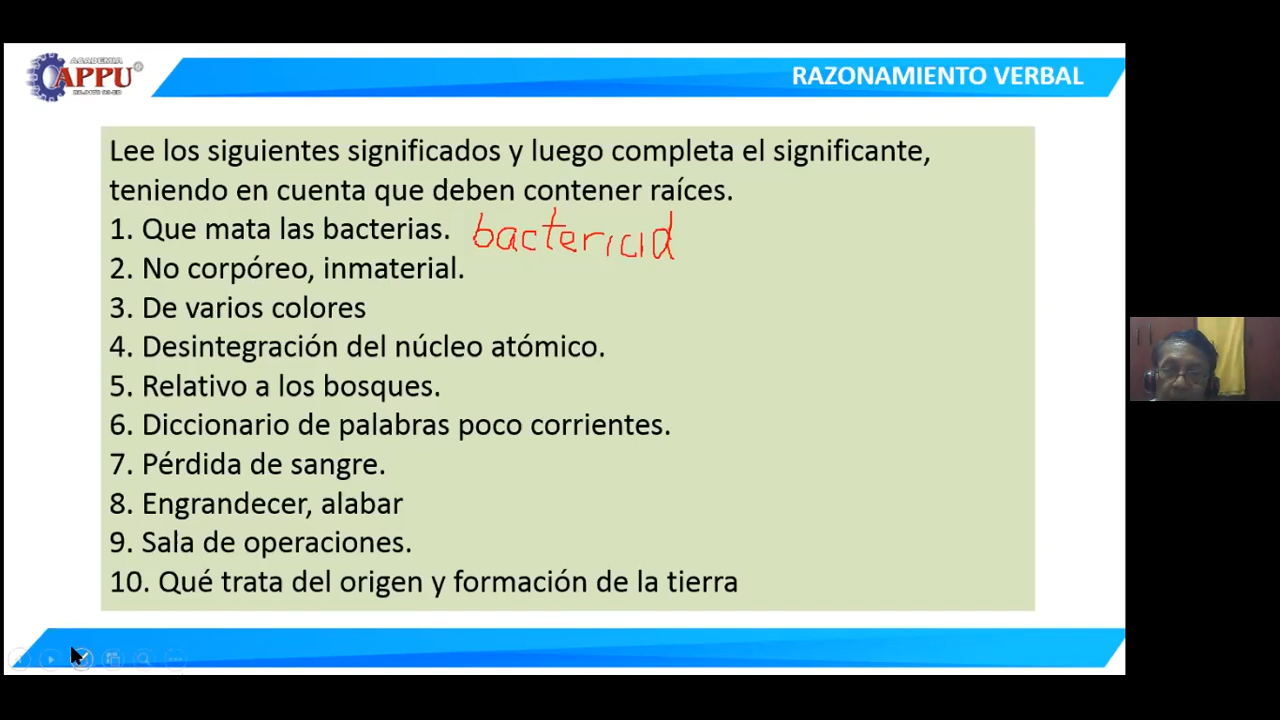 ACADEMIA
APPU
RAZONAMIENTO VERBAL
Lee los siguientes significados y luego completa el significante,
teniendo en cuenta que deben contener raíces.
1. Que mata las bacterias. bactericid
2. No corpóreo, inmaterial.
3. De varios colores
4. Desintegración del núcleo atómico.
5. Relativo a los bosques.
6. Diccionario de palabras poco corrientes.
7. Pérdida de sangre.
8. Engrandecer, alabar
9. Sala de operaciones.
10. Qué trata del origen y formación de la tierra